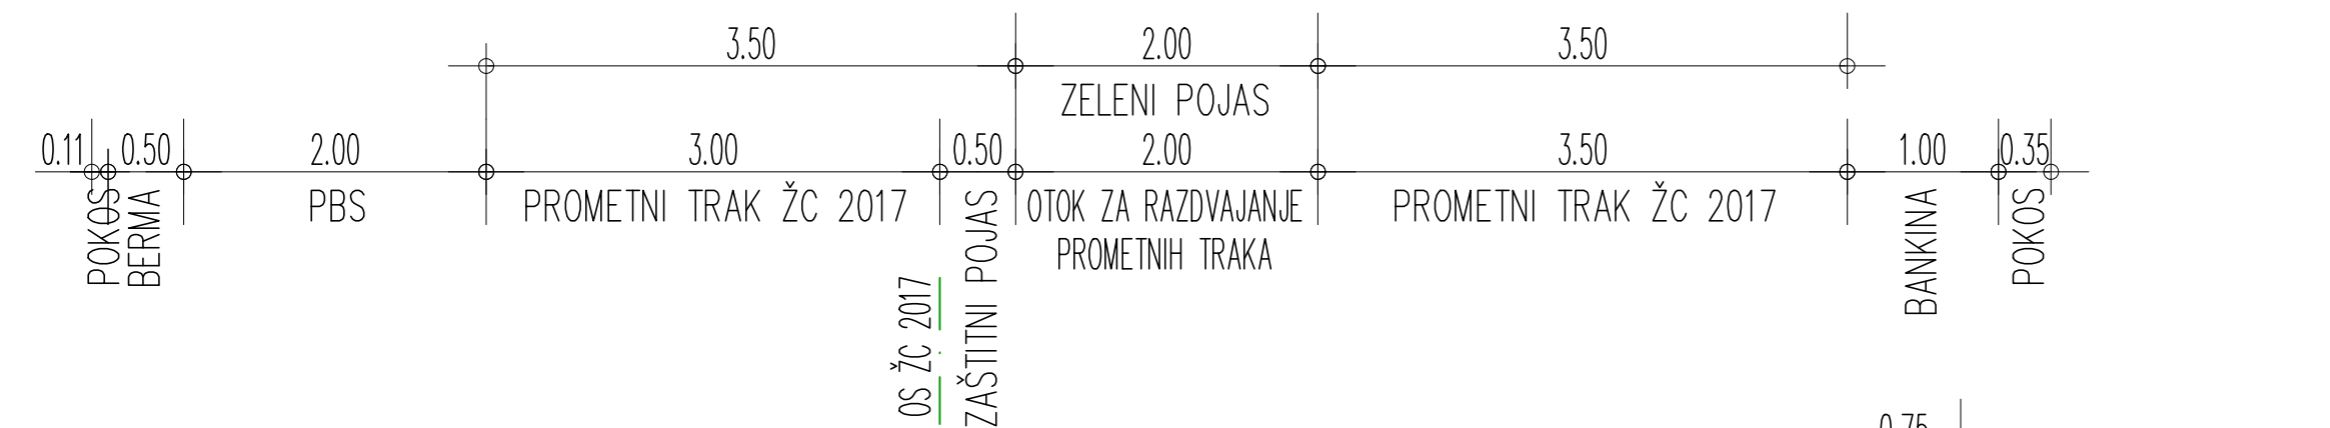 3.50 2.00 3.50
ZELENI POJAS
0.11 0.50 2.00 3.00 0.50 2.00 3.50 1.00 0.35
POKOS
BERMA
PBS
PROMETNI TRAK ŽC 2017
OS ŽC 2017
ZAŠTITNI POJAS
OTOK ZA RAZDVAJANJE
PROMETNIH TRAKA
PROMETNI TRAK ŽC 2017
BANKINA
POKOS
0.75